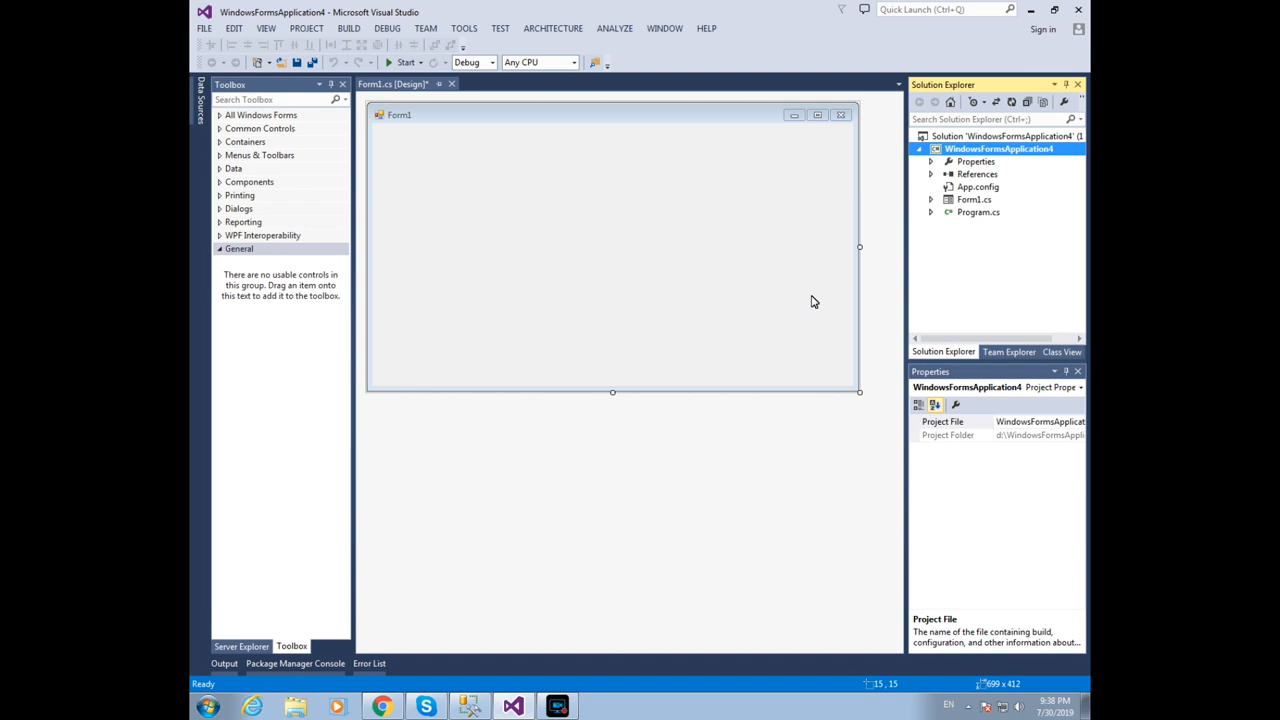 WindowsFormsApplication4 - Microsoft Visual Studio
Quick Launch (Ctrl+Q)
FILE EDIT VIEW PROJECT BUILD DEBUG TEAM TOOLS TEST ARCHITECTURE ANALYZE WINDOW HELP
Sign in
Start Debug Any CPU
Data Sources
Toolbox
Search Toolbox
All Windows Forms
Common Controls
Containers
Menus & Toolbars
Data
Components
Printing
Dialogs
Reporting
WPF Interoperability
General
There are no usable controls in
this group. Drag an item onto
this text to add it to the toolbox.
Server Explorer Toolbox
Form1.cs [Design]*
Form1
Solution Explorer
Search Solution Explorer (Ctrl+;)
Solution 'WindowsFormsApplication4' (1
WindowsFormsApplication4
Properties
References
App.config
Form1.cs
Program.cs
Solution Explorer Team Explorer Class View
Properties
WindowsFormsApplication4 Project Prope
Project File WindowsFormsApplicat
Project Folder d:\WindowsFormsAppli
Project File
The name of the file containing build,
configuration, and other information about...
Output Package Manager Console Error List
Ready 15 , 15 699 x 412
EN
9:38 PM
7/30/2019